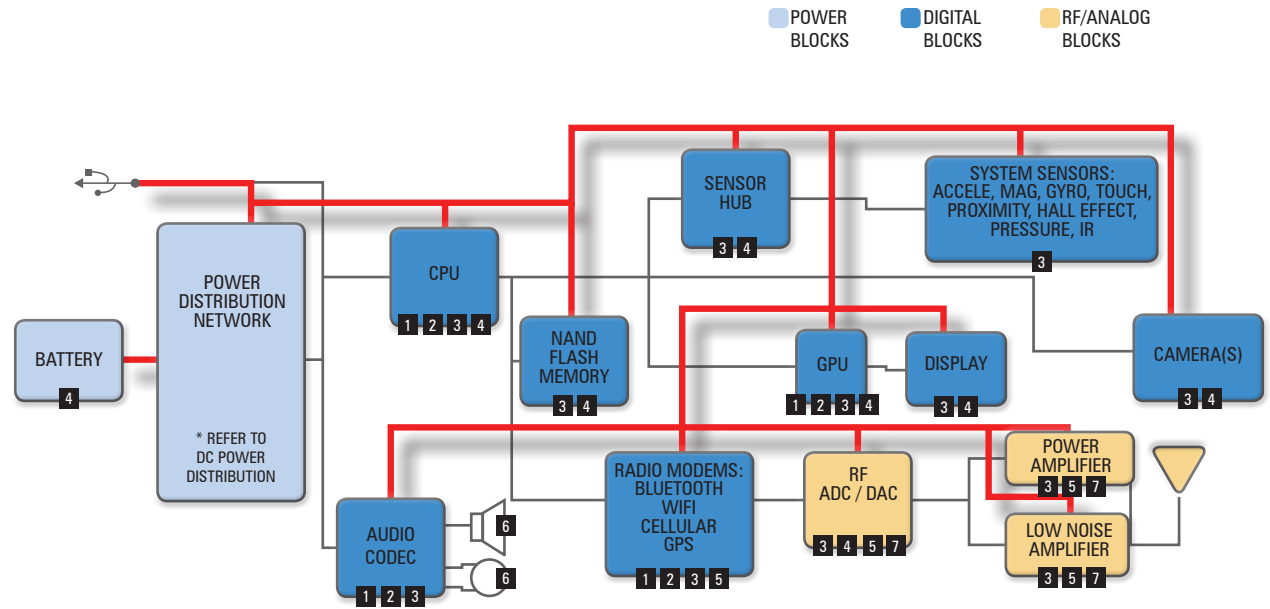 POWER
BLOCKS
DIGITAL
BLOCKS
RF/ANALOG
BLOCKS
SENSOR
HUB
3 4
SYSTEM SENSORS:
ACCELE, MAG, GYRO, TOUCH,
PROXIMITY, HALL EFFECT,
PRESSURE, IR
3
POWER
DISTRIBUTION
NETWORK
* REFER TO
DC POWER
DISTRIBUTION
CPU
1 2 3 4
BATTERY
4
NAND
FLASH
MEMORY
3 4
GPU
1 2 3 4
DISPLAY
3 4
CAMERA(S)
3 4
AUDIO
CODEC
1 2 3
6
6
RADIO MODEMS:
BLUETOOTH
WIFI
CELLULAR
GPS
1 2 3 5
RF
ADC / DAC
3 4 5 7
POWER
AMPLIFIER
3 5 7
LOW NOISE
AMPLIFIER
3 5 7